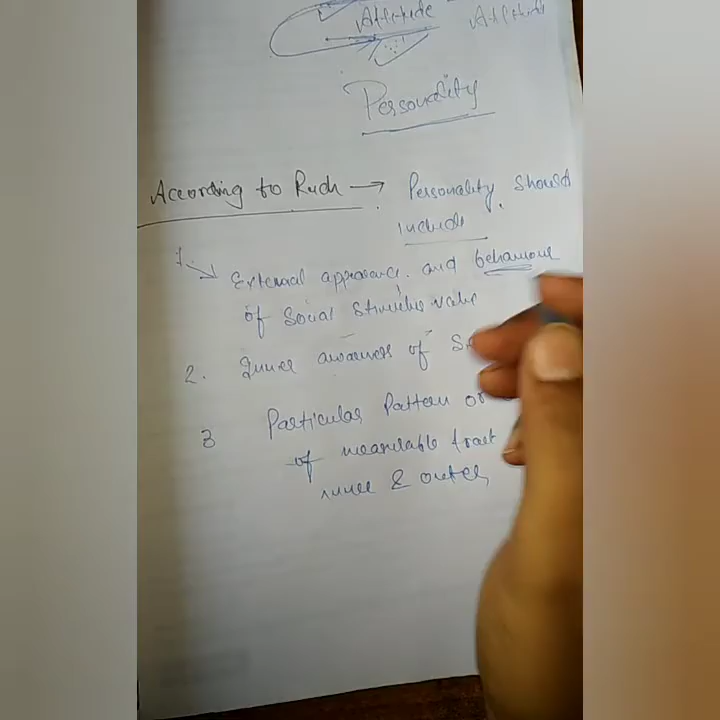 Attitude
Personality
According to Ruch → Personality should
include
1 External appearance and behaviour
of Social Stimulus value
2. Inner awareness of
3 Particular Pattern or
of measurable trait
inner & outer,